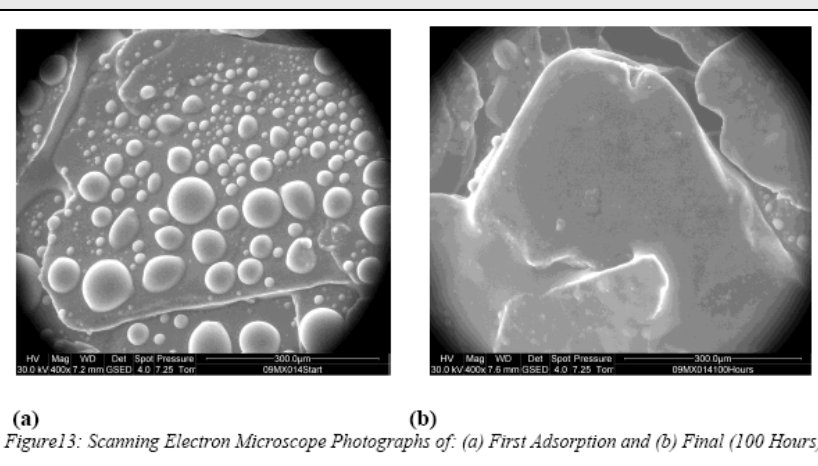 HV Mag WD Det Spot Pressure 300.0µm
30.0 kV 400x 7.2 mm GSED 4.0 7.25 Torr 09MX014Start
HV Mag WD Det Spot Pressure 300.0µm
30.0 kV 400x 7.6 mm GSED 4.0 7.25 Torr 09MX014100Hours
(a) (b)
Figure13: Scanning Electron Microscope Photographs of: (a) First Adsorption and (b) Final (100 Hours)